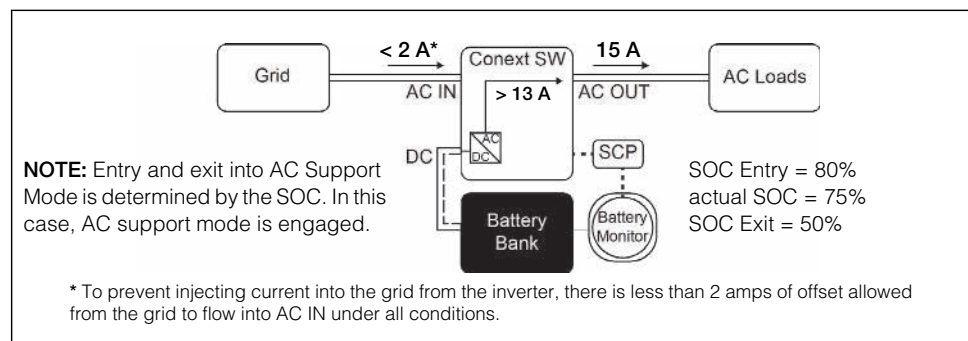 < 2 A*
15 A
Grid
Conext SW
AC Loads
AC IN
> 13 A
AC OUT
AC
DC
DC
SCP
NOTE: Entry and exit into AC Support
Mode is determined by the SOC. In this
case, AC support mode is engaged.
Battery
Bank
Battery
Monitor
SOC Entry = 80%
actual SOC = 75%
SOC Exit = 50%
* To prevent injecting current into the grid from the inverter, there is less than 2 amps of offset allowed
from the grid to flow into AC IN under all conditions.